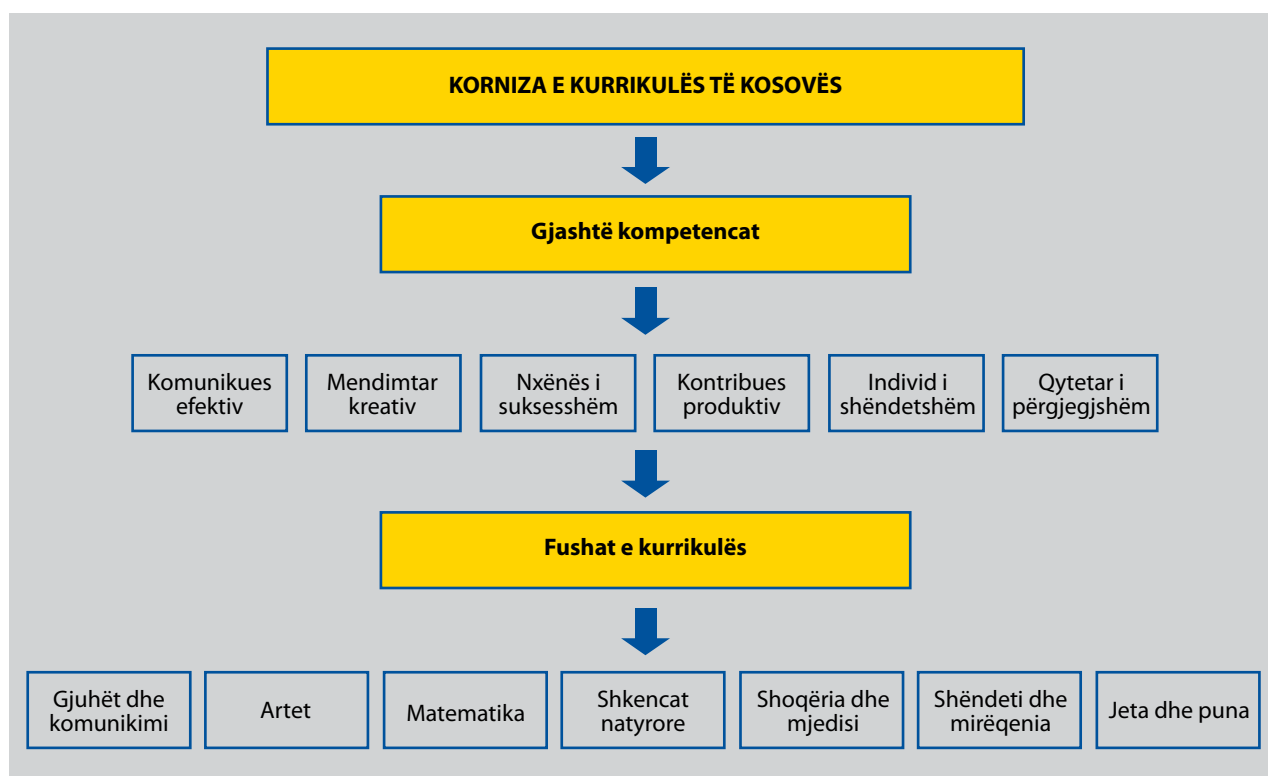 KORNIZA E KURRIKULËS TË KOSOVËS
Gjashtë kompetencat
Komunikues
efektiv
Mendimtar
kreativ
Nxënës i
suksesshëm
Kontribues
produktiv
Individ i
shëndetshëm
Qytetar i
përgjegjshëm
Fushat e kurrikulës
Gjuhët dhe
komunikimi
Artet
Matematika
Shkencat
natyrore
Shoqëria dhe
mjedisi
Shëndeti dhe
mirëqenia
Jeta dhe puna